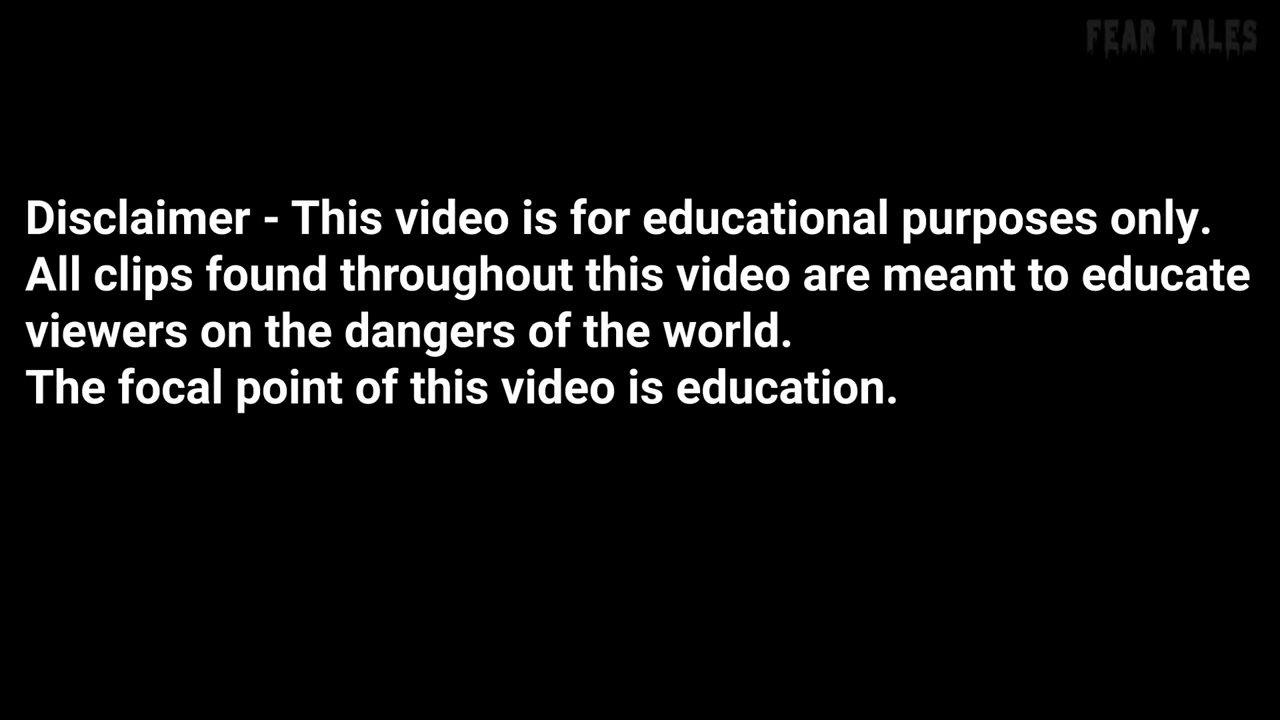 FEAR TALES
Disclaimer - This video is for educational purposes only.
All clips found throughout this video are meant to educate
viewers on the dangers of the world.
The focal point of this video is education.